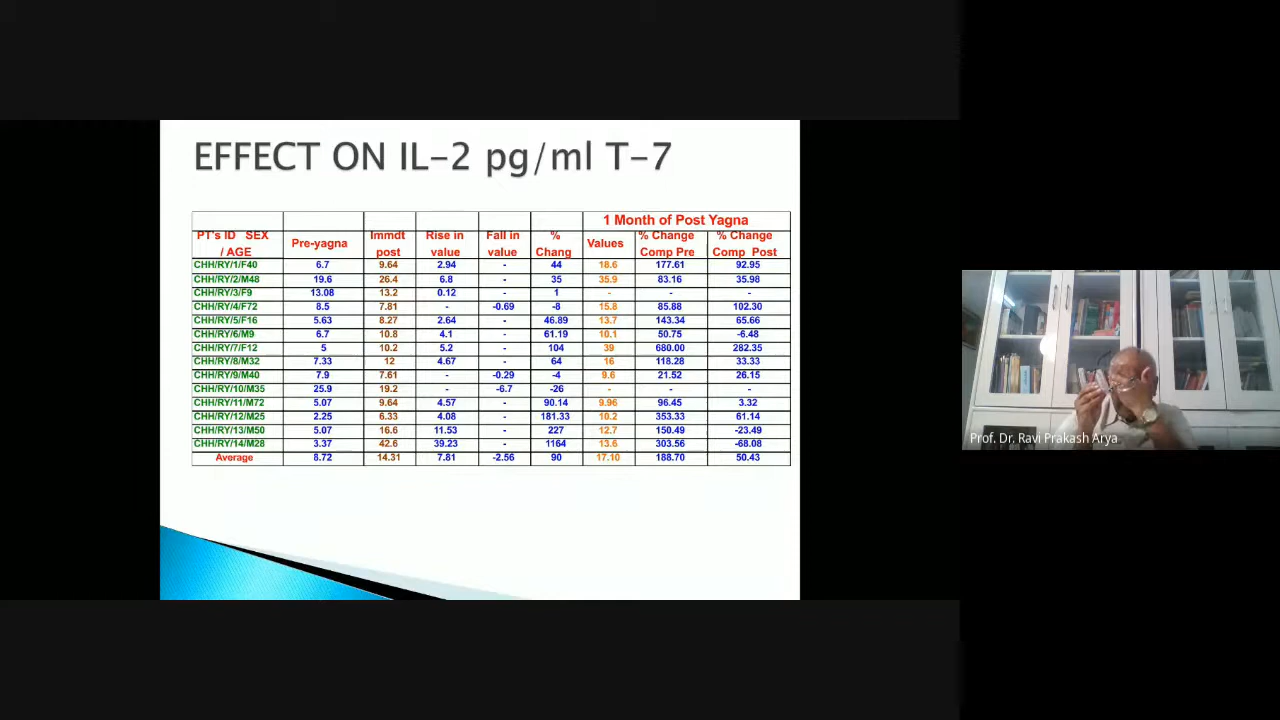 EFFECT ON IL-2 pg/ml T-7
1 Month of Post Yagna
PT's ID SEX / AGE Pre-yagna Immdt post Rise in value Fall in value % Chang Values % Change Comp Pre % Change Comp Post
CHH/RY/1/F40 6.7 9.64 2.94 - 44 18.6 177.61 92.95
CHH/RY/2/M48 19.6 26.4 6.8 - 35 35.9 83.16 35.98
CHH/RY/3/F9 13.08 13.2 0.12 - 1 - - -
CHH/RY/4/F72 8.5 7.81 - -0.69 -8 15.8 85.88 102.30
CHH/RY/5/F16 5.63 8.27 2.64 - 46.89 13.7 143.34 65.66
CHH/RY/6/M9 6.7 10.8 4.1 - 61.19 10.1 50.75 -6.48
CHH/RY/7/F12 5 10.2 5.2 - 104 39 680.00 282.35
CHH/RY/8/M32 7.33 12 4.67 - 64 16 118.28 33.33
CHH/RY/9/M40 7.9 7.61 - -0.29 -4 9.6 21.52 26.15
CHH/RY/10/M35 25.9 19.2 - -6.7 -26 - - -
CHH/RY/11/M72 5.07 9.64 4.57 - 90.14 9.96 96.45 3.32
CHH/RY/12/M25 2.25 6.33 4.08 - 181.33 10.2 353.33 61.14
CHH/RY/13/M50 5.07 16.6 11.53 - 227 12.7 150.49 -23.49
CHH/RY/14/M28 3.37 42.6 39.23 - 1164 13.6 303.56 -68.08
Average 8.72 14.31 7.81 -2.56 90 17.10 188.70 50.43
Prof. Dr. Ravi Prakash Arya